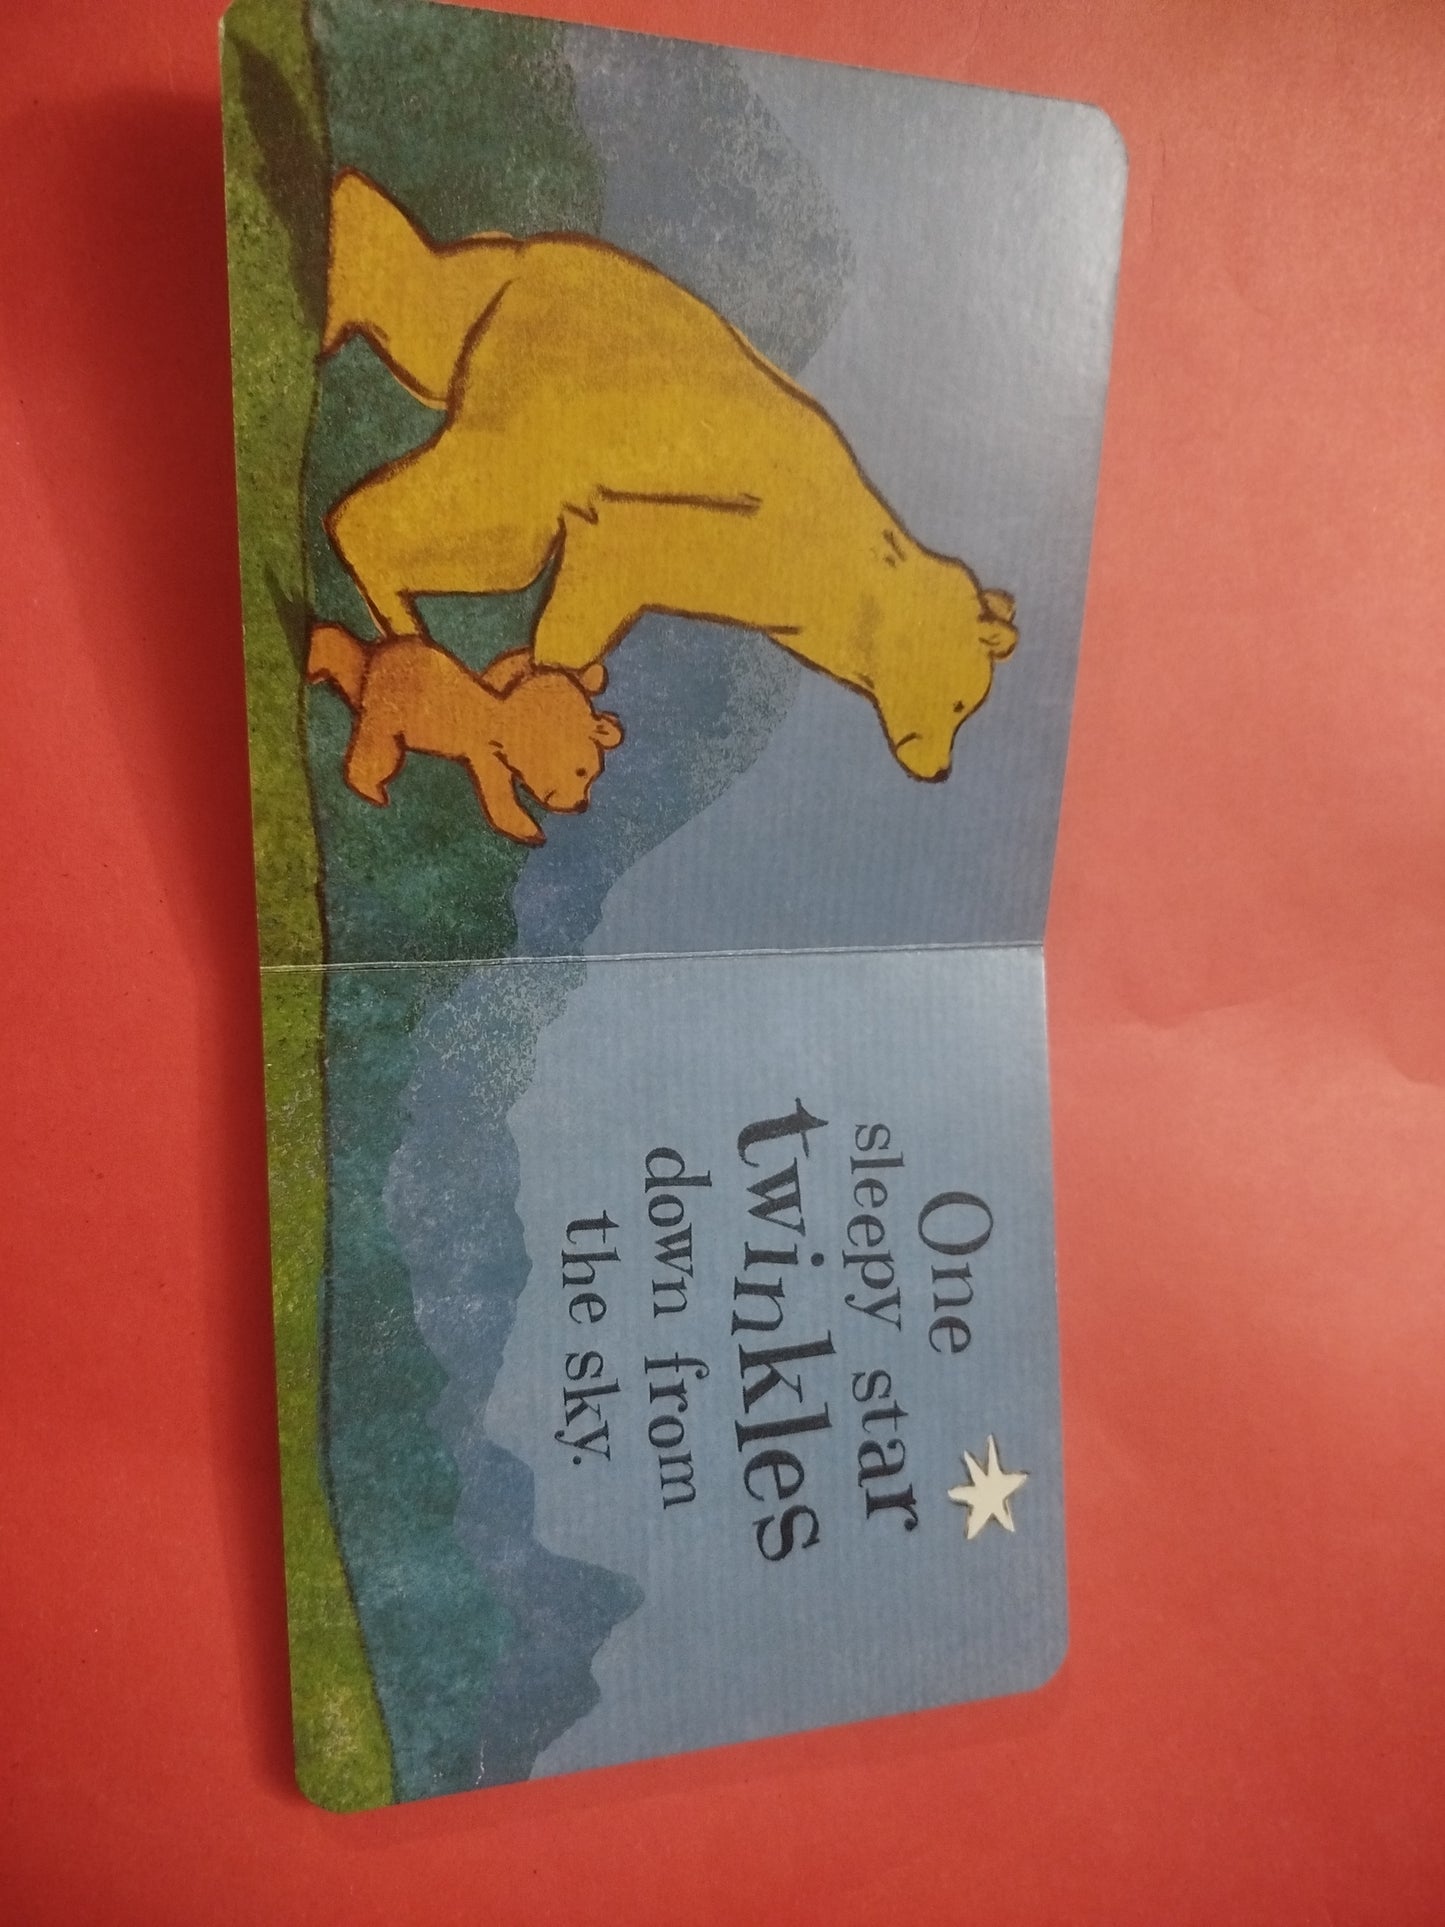 One
sleepy star
twinkles
down from
the sky.